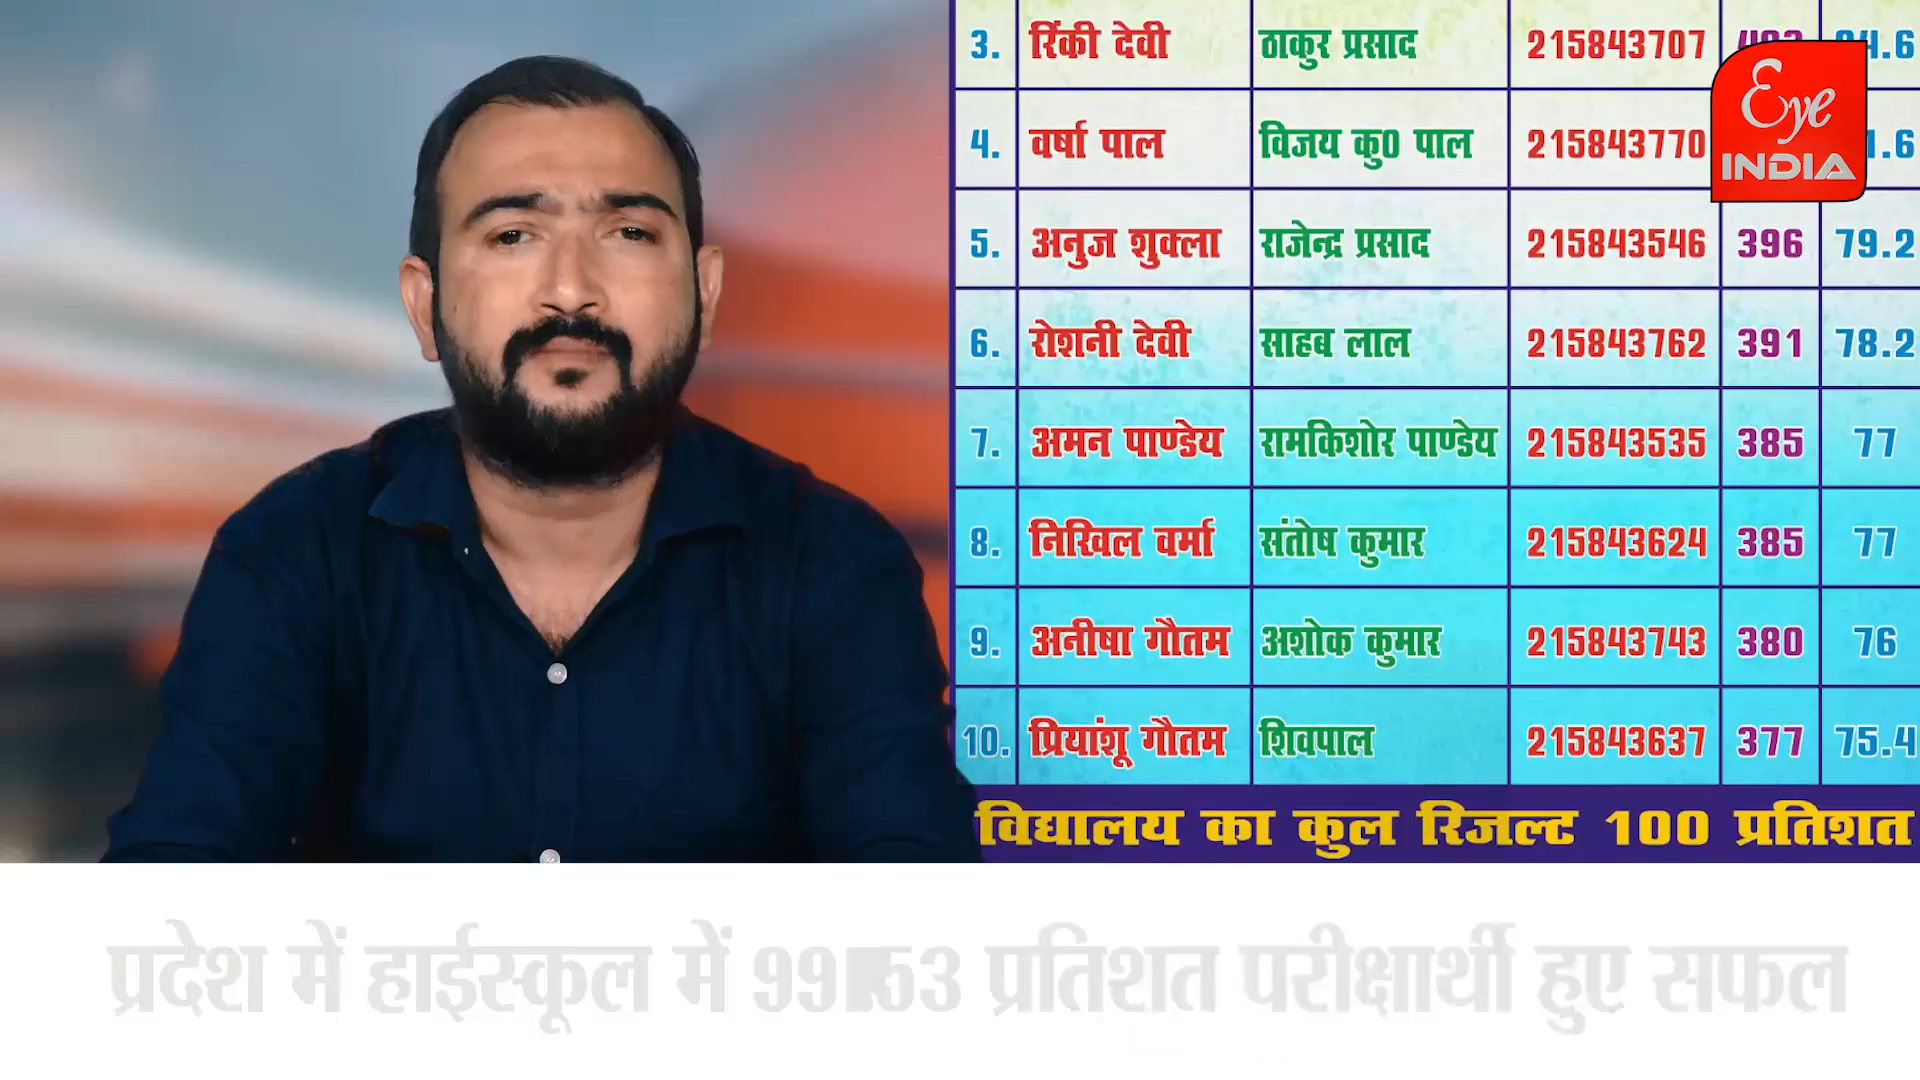 3. रिंकी देवी ठाकुर प्रसाद 215843707
4. वर्षा पाल विजय कु0 पाल 215843770
Eye
INDIA
5. अनुज शुक्ला राजेन्द्र प्रसाद 215843546 396 79.2
6. रोशनी देवी साहब लाल 215843762 391 78.2
7. अमन पाण्डेय रामकिशोर पाण्डेय 215843535 385 77
8. निखिल वर्मा संतोष कुमार 215843624 385 77
9. अनीषा गौतम अशोक कुमार 215843743 380 76
10. प्रियांशू गौतम शिवपाल 215843637 377 75.4
विद्यालय का कुल रिजल्ट 100 प्रतिशत
प्रदेश में हाईस्कूल में 99.53 प्रतिशत परीक्षार्थी हुए सफल